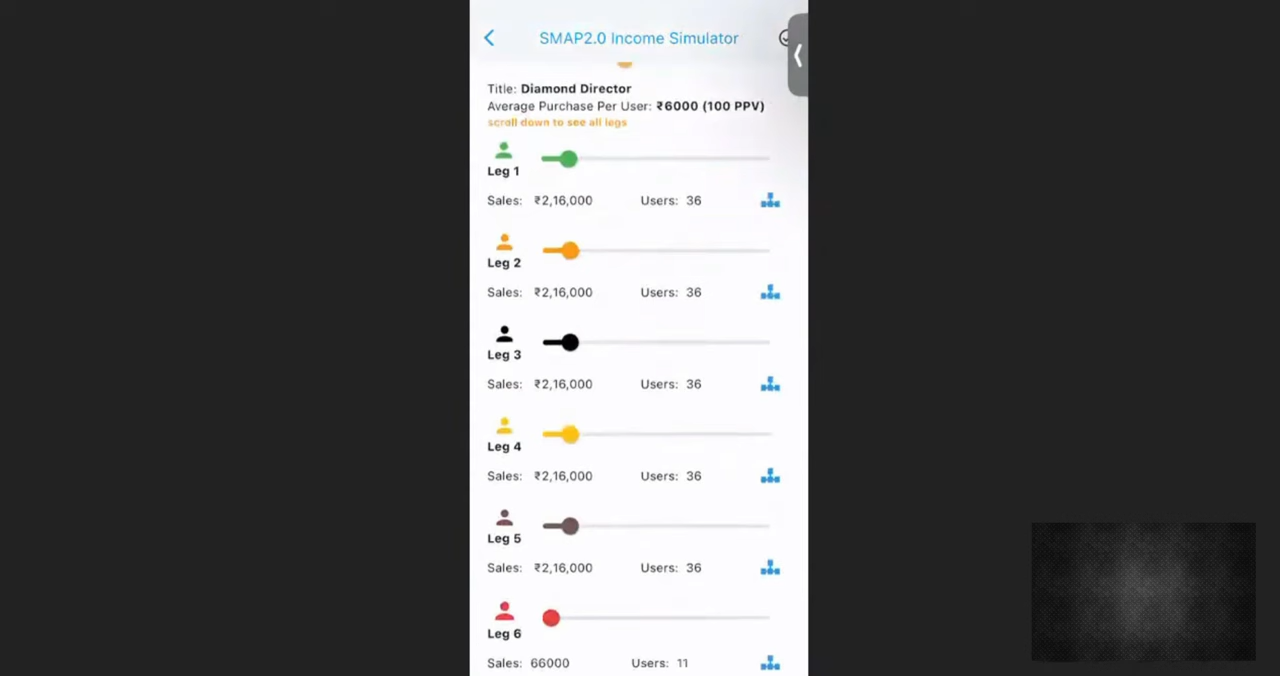 SMAP2.0 Income Simulator
Title: Diamond Director
Average Purchase Per User: ₹6000 (100 PPV)
scroll down to see all legs
Leg 1
Sales: ₹2,16,000 Users: 36
Leg 2
Sales: ₹2,16,000 Users: 36
Leg 3
Sales: ₹2,16,000 Users: 36
Leg 4
Sales: ₹2,16,000 Users: 36
Leg 5
Sales: ₹2,16,000 Users: 36
Leg 6
Sales: 66000 Users: 11